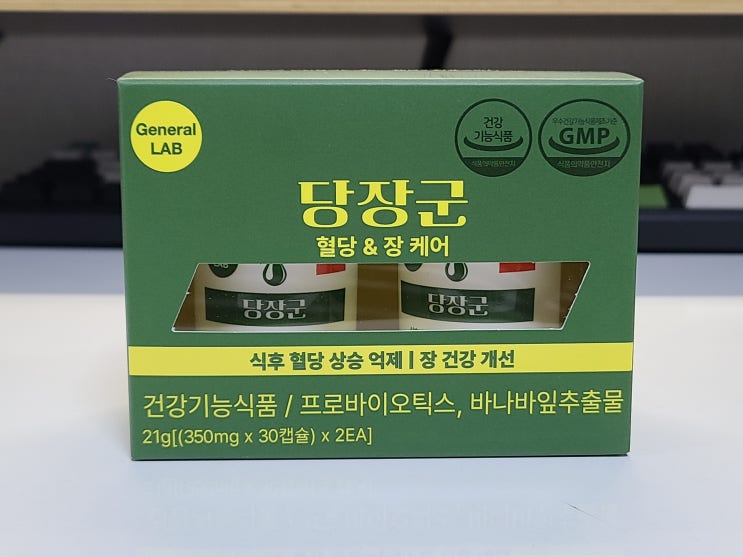 General
LAB
건강
기능식품
식품의약품안전처
우수건강기능식품제조기준
GMP
식품의약품안전처
당장군
혈당 & 장 케어
당장군
당장군
식후 혈당 상승 억제 | 장 건강 개선
건강기능식품 / 프로바이오틱스, 바나바잎추출물
21g[(350mg x 30캡슐) x 2EA]